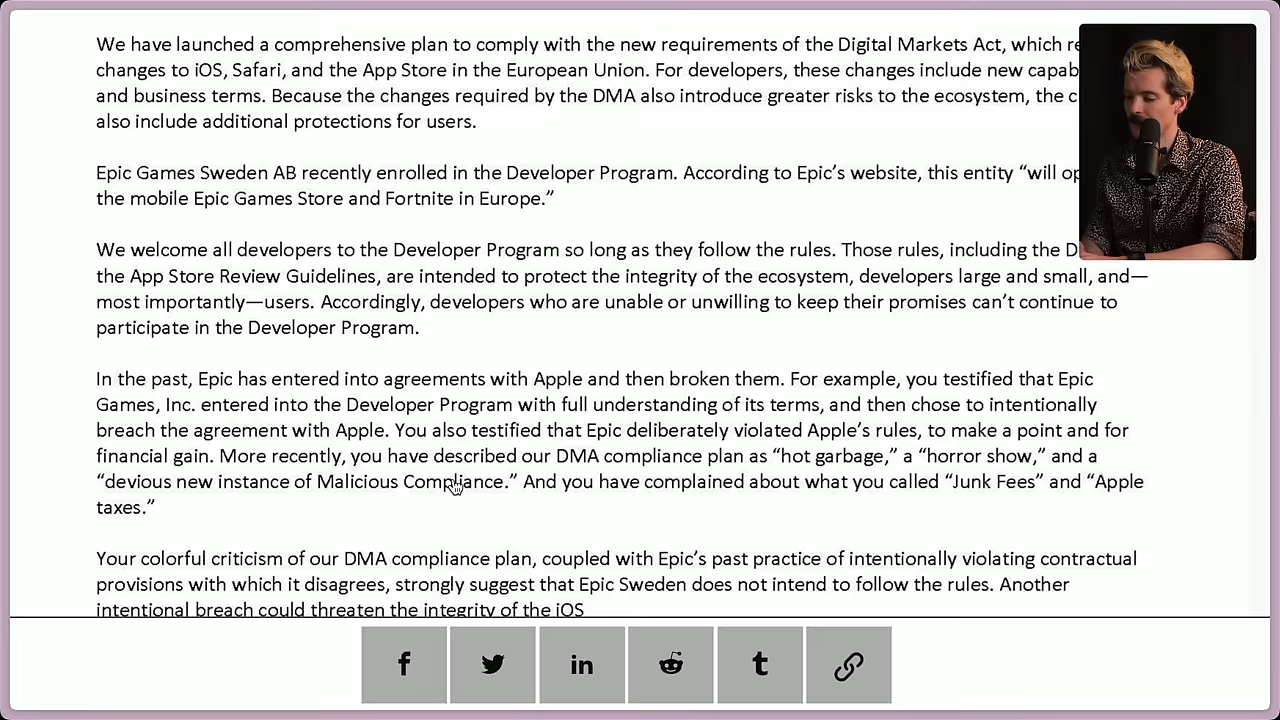 We have launched a comprehensive plan to comply with the new requirements of the Digital Markets Act, which
changes to iOS, Safari, and the App Store in the European Union. For developers, these changes include new
and business terms. Because the changes required by the DMA also introduce greater risks to the ecosystem, the
also include additional protections for users.
Epic Games Sweden AB recently enrolled in the Developer Program. According to Epic’s website, this entity “will
the mobile Epic Games Store and Fortnite in Europe.”
We welcome all developers to the Developer Program so long as they follow the rules. Those rules, including the
the App Store Review Guidelines, are intended to protect the integrity of the ecosystem, developers large and small, and—
most importantly—users. Accordingly, developers who are unable or unwilling to keep their promises can’t continue to
participate in the Developer Program.
In the past, Epic has entered into agreements with Apple and then broken them. For example, you testified that Epic
Games, Inc. entered into the Developer Program with full understanding of its terms, and then chose to intentionally
breach the agreement with Apple. You also testified that Epic deliberately violated Apple’s rules, to make a point and for
financial gain. More recently, you have described our DMA compliance plan as “hot garbage,” a “horror show,” and a
“devious new instance of Malicious Compliance.” And you have complained about what you called “Junk Fees” and “Apple
taxes.”
Your colorful criticism of our DMA compliance plan, coupled with Epic’s past practice of intentionally violating contractual
provisions with which it disagrees, strongly suggest that Epic Sweden does not intend to follow the rules. Another
intentional breach could threaten the integrity of the iOS